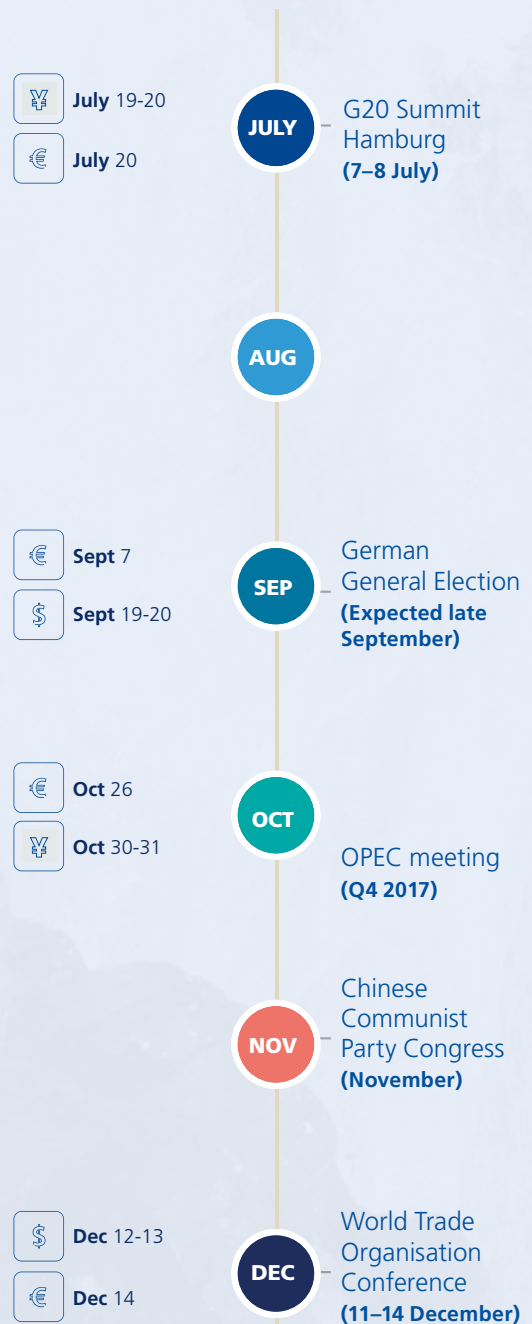 ¥ July 19-20
€ July 20
JULY
G20 Summit
Hamburg
(7–8 July)
AUG
€ Sept 7
$ Sept 19-20
SEP
German
General Election
(Expected late
September)
€ Oct 26
¥ Oct 30-31
OCT
OPEC meeting
(Q4 2017)
NOV
Chinese
Communist
Party Congress
(November)
$ Dec 12-13
€ Dec 14
DEC
World Trade
Organisation
Conference
(11–14 December)